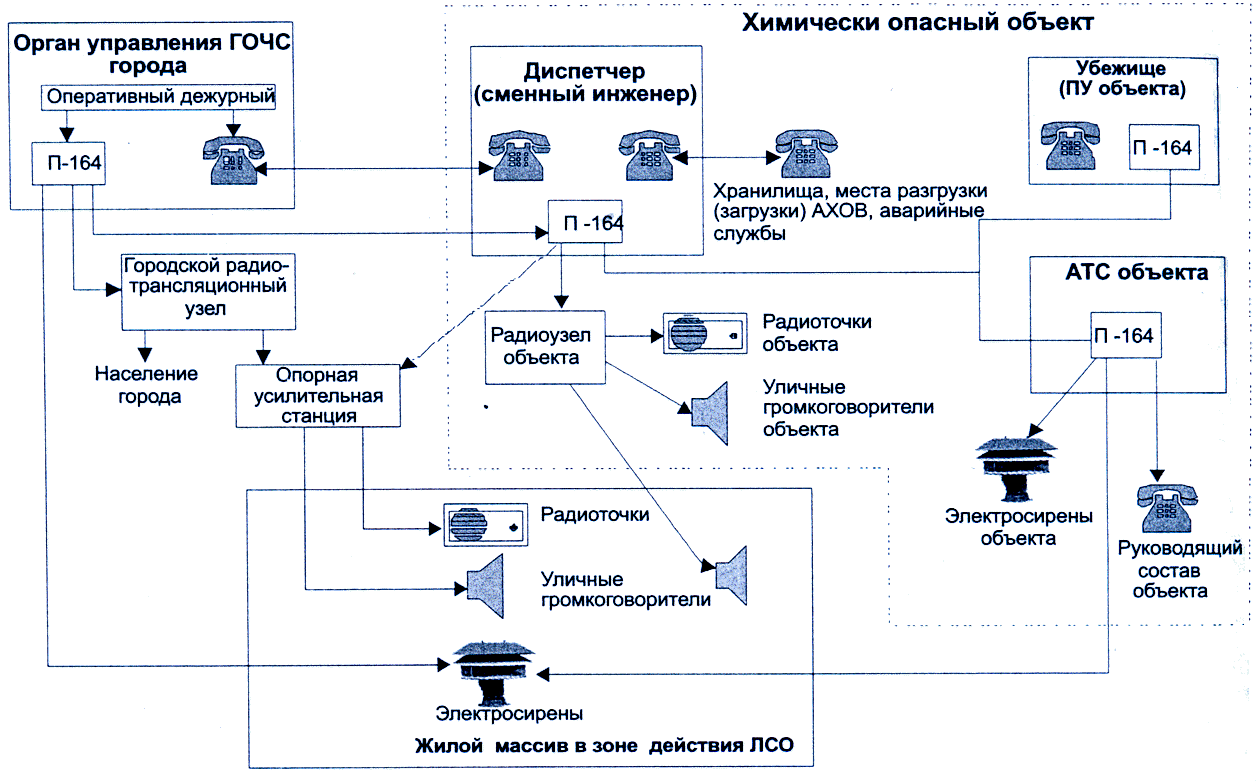 Химически опасный объект
Орган управления ГОЧС
города
Оперативный дежурный
П-164
Диспетчер
(сменный инженер)
П -164
Хранилища, места разгрузки
(загрузки) АХОВ, аварийные
службы
Убежище
(ПУ объекта)
П -164
АТС объекта
П -164
Городской радио-
трансляционный
узел
Население
города
Опорная
усилительная
станция
Радиоузел
объекта
Радиоточки
объекта
Уличные
громкоговорители
объекта
Электросирены
объекта
Руководящий
состав
объекта
Радиоточки
Уличные
громкоговорители
Электросирены
Жилой массив в зоне действия ЛСО